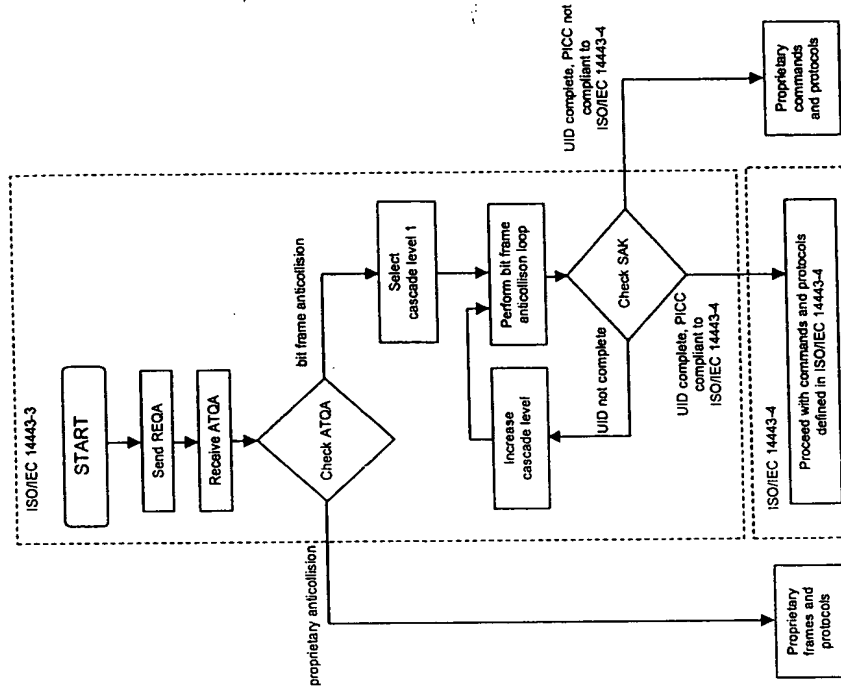 ISO/IEC 14443-3
START
Send REQA
Receive ATQA
Check ATQA
proprietary anticollision
bit frame anticollision
Select
cascade level 1
Perform bit frame
anticollison loop
Increase
cascade level
UID not complete
Check SAK
UID complete, PICC not
compliant to
ISO/IEC 14443-4
UID complete, PICC
compliant to
ISO/IEC 14443-4
Proprietary
frames and
protocols
ISO/IEC 14443-4
Proceed with commands and protocols
defined in ISO/IEC 14443-4
Proprietary
commands
and protocols